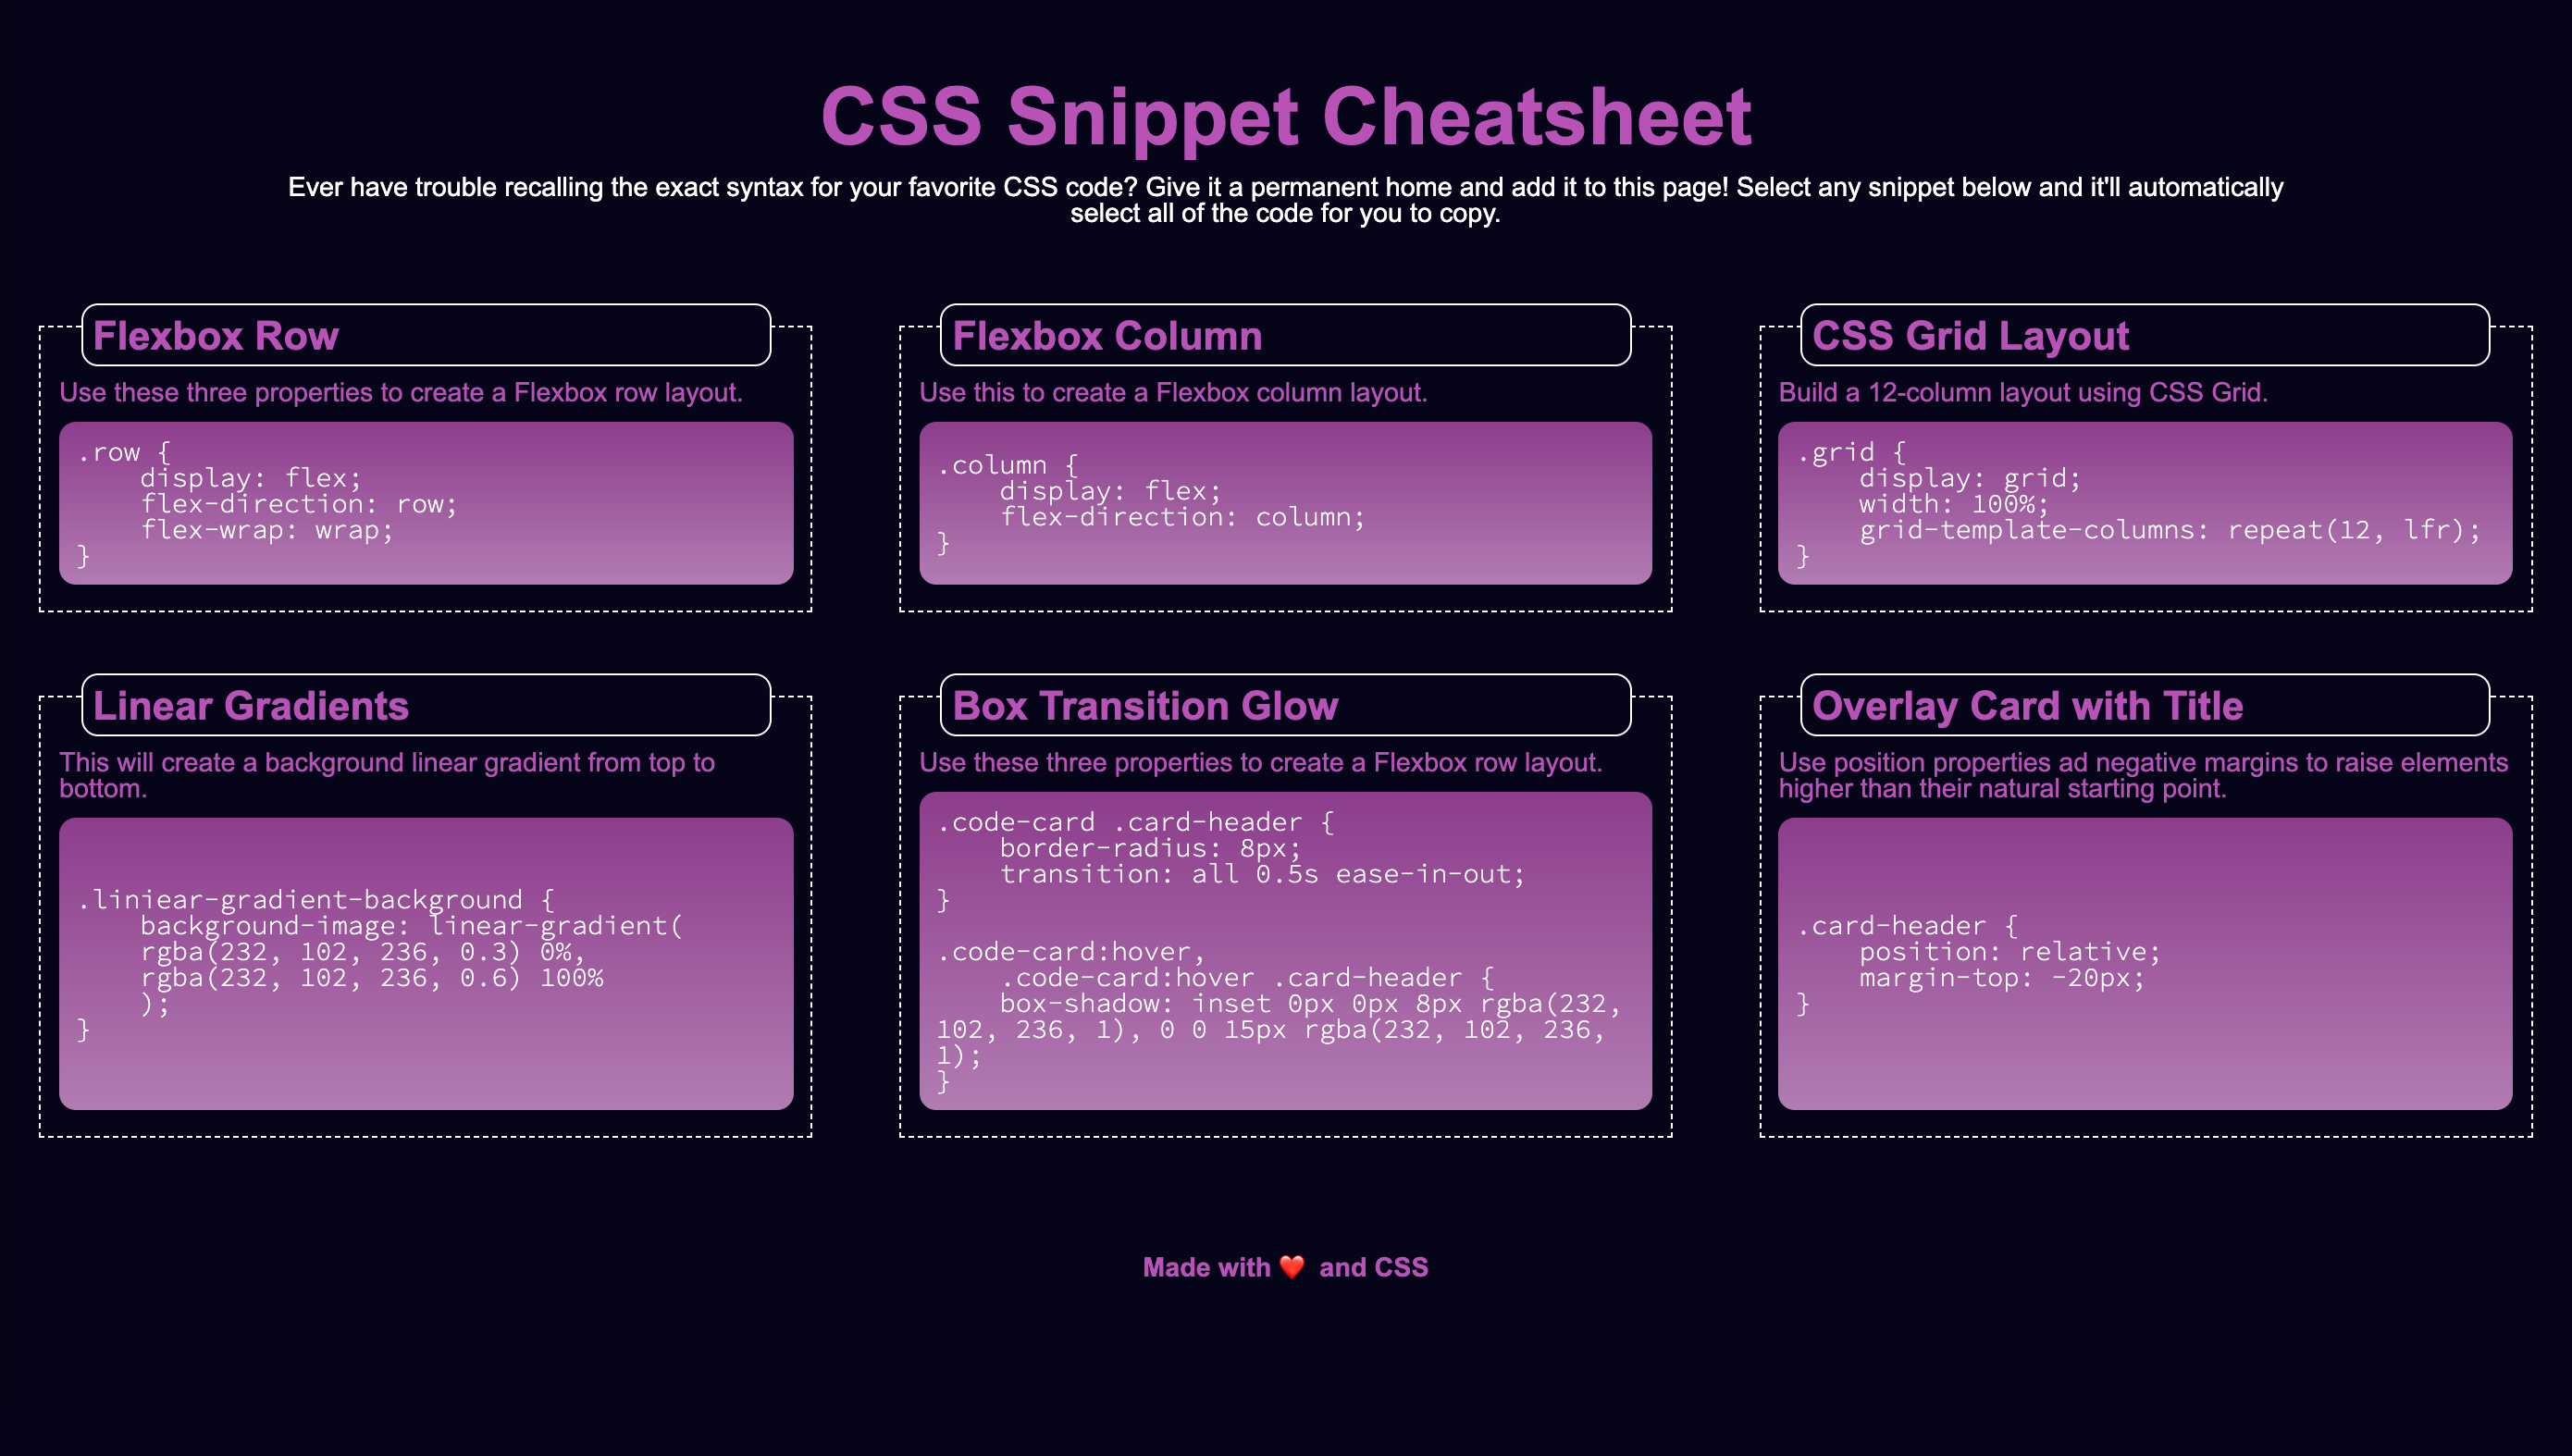 CSS Snippet Cheatsheet
Ever have trouble recalling the exact syntax for your favorite CSS code? Give it a permanent home and add it to this page! Select any snippet below and it'll automatically
select all of the code for you to copy.
Flexbox Row
Use these three properties to create a Flexbox row layout.
.row {
    display: flex;
    flex-direction: row;
    flex-wrap: wrap;
}
Flexbox Column
Use this to create a Flexbox column layout.
.column {
    display: flex;
    flex-direction: column;
}
CSS Grid Layout
Build a 12-column layout using CSS Grid.
.grid {
    display: grid;
    width: 100%;
    grid-template-columns: repeat(12, lfr);
}
Linear Gradients
This will create a background linear gradient from top to
bottom.
.liniear-gradient-background {
    background-image: linear-gradient(
    rgba(232, 102, 236, 0.3) 0%,
    rgba(232, 102, 236, 0.6) 100%
    );
}
Box Transition Glow
Use these three properties to create a Flexbox row layout.
.code-card .card-header {
    border-radius: 8px;
    transition: all 0.5s ease-in-out;
}
.code-card:hover,
    .code-card:hover .card-header {
    box-shadow: inset 0px 0px 8px rgba(232,
102, 236, 1), 0 0 15px rgba(232, 102, 236,
1);
}
Overlay Card with Title
Use position properties ad negative margins to raise elements
higher than their natural starting point.
.card-header {
    position: relative;
    margin-top: -20px;
}
Made with ❤️ and CSS